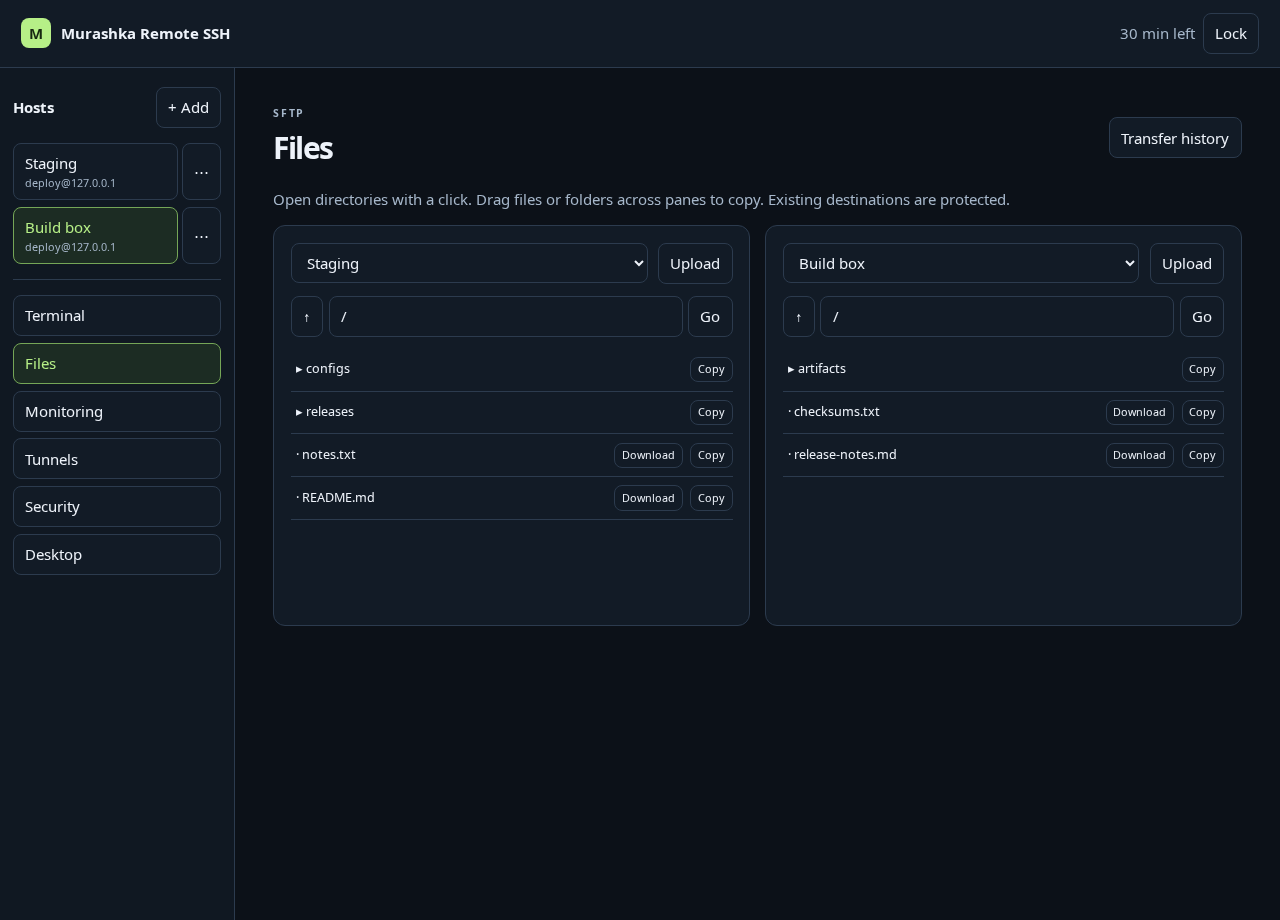 M Murashka Remote SSH
30 min left Lock
Hosts + Add
Staging
deploy@127.0.0.1
...
Build box
deploy@127.0.0.1
...
Terminal
Files
Monitoring
Tunnels
Security
Desktop
SFTP
Files
Transfer history
Open directories with a click. Drag files or folders across panes to copy. Existing destinations are protected.
Staging Upload
↑ / Go
▸ configs Copy
▸ releases Copy
· notes.txt Download Copy
· README.md Download Copy
Build box Upload
↑ / Go
▸ artifacts Copy
· checksums.txt Download Copy
· release-notes.md Download Copy